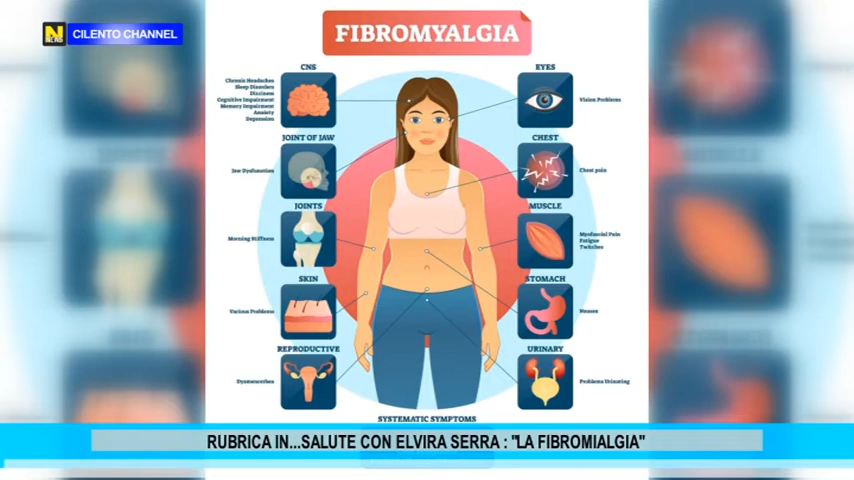 N
NEWS
CILENTO CHANNEL
FIBROMYALGIA
CNS
Chronic Headaches
Sleep Disorders
Dizziness
Cognitive Impairment
Memory Impairment
Anxiety
Depression
JOINT OF JAW
Jaw Dysfunction
JOINTS
Morning Stiffness
SKIN
Various Problems
REPRODUCTIVE
Dysmenorrhea
EYES
Vision Problems
CHEST
Chest pain
MUSCLE
Myofascial Pain
Fatigue
Twitches
STOMACH
Nausea
URINARY
Problems Urinating
SYSTEMATIC SYMPTOMS
RUBRICA IN...SALUTE CON ELVIRA SERRA : "LA FIBROMIALGIA"